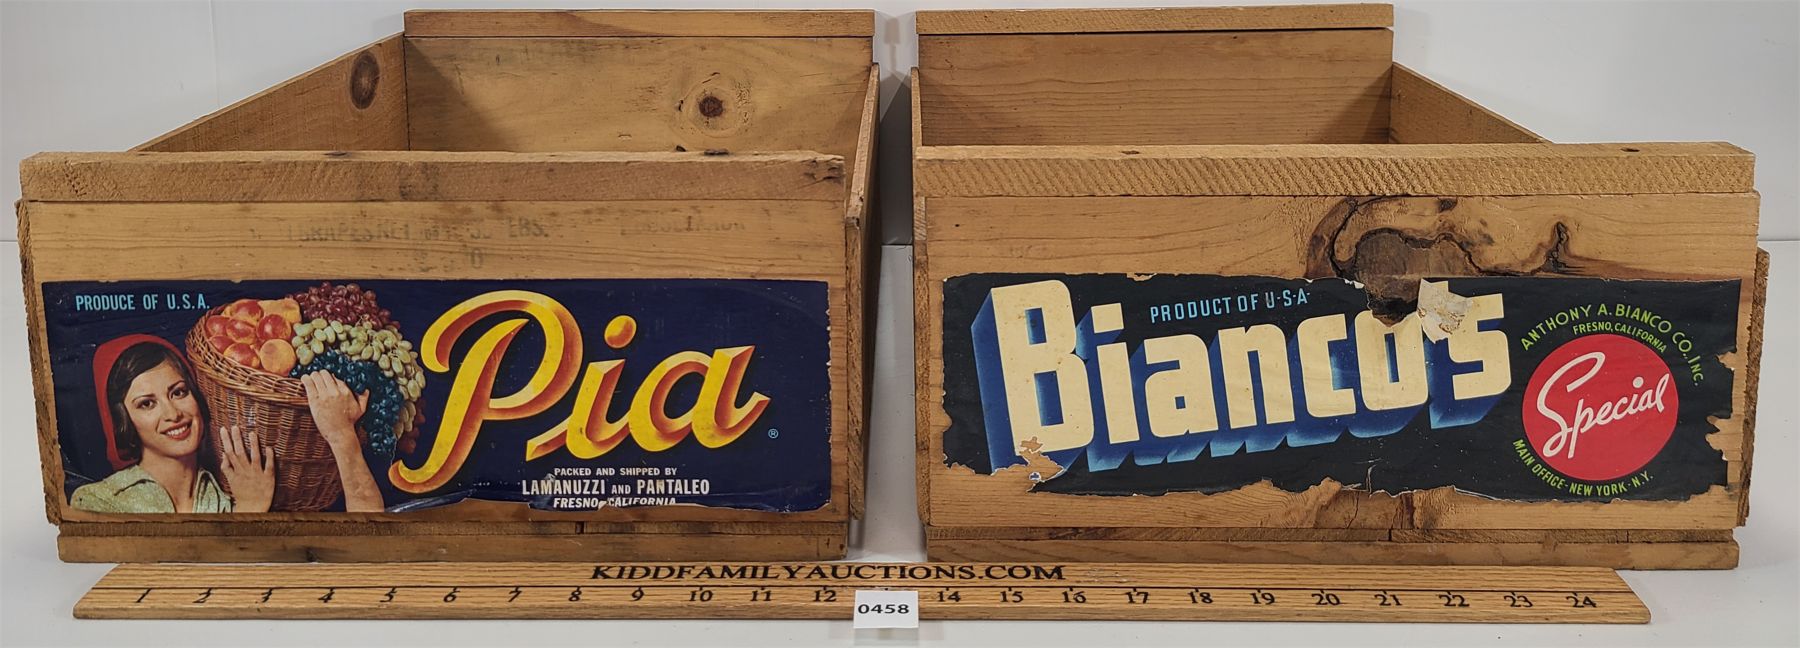 LBS.
PRODUCE OF U.S.A.
Pia ®
PACKED AND SHIPPED BY
LAMANUZZI AND PANTALEO
FRESNO, CALIFORNIA
PRODUCT OF U·S·A·
Bianco's
ANTHONY A. BIANCO CO. INC.
FRESNO, CALIFORNIA
Special
MAIN OFFICE - NEW YORK - N.Y.
KIDDFAMILYAUCTIONS.COM
1 2 3 4 5 6 7 8 9 10 11 12 14 15 16 17 18 19 20 21 22 23 24
0458